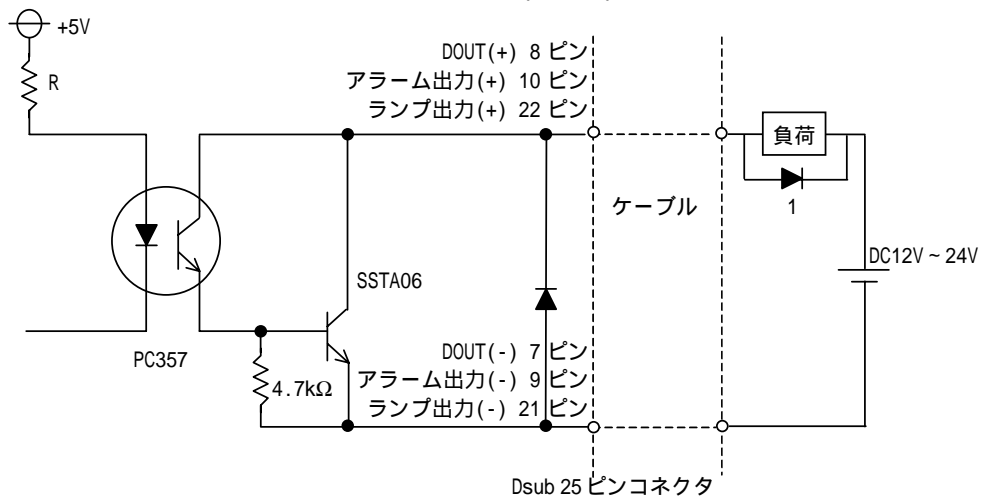 +5V
R
DOUT(+) 8 ピン
アラーム出力(+) 10 ピン
ランプ出力(+) 22 ピン
負荷
1
ケーブル
DC12V ~ 24V
SSTA06
PC357
4.7kΩ
DOUT(-) 7 ピン
アラーム出力(-) 9 ピン
ランプ出力(-) 21 ピン
Dsub 25 ピンコネクタ